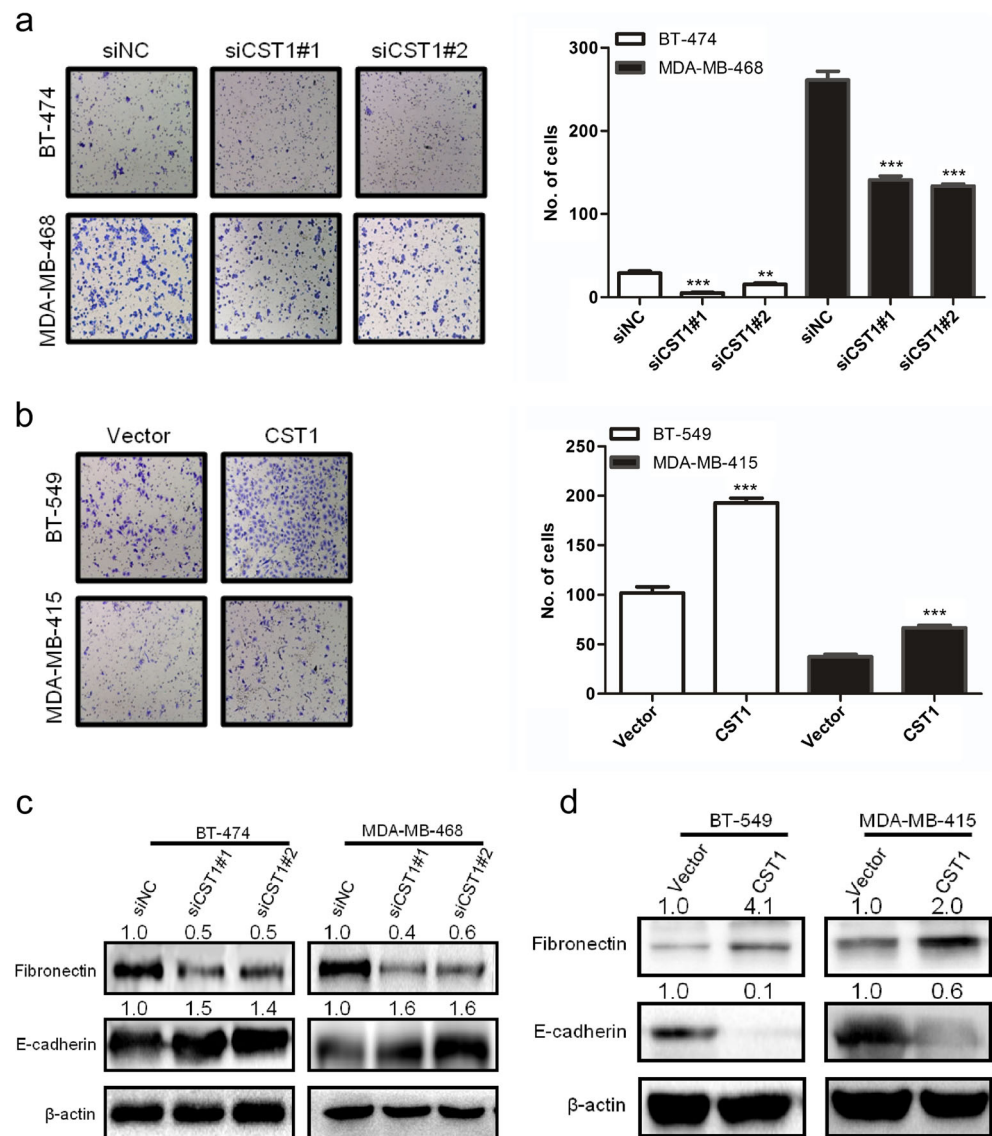 a
siNC siCST1#1 siCST1#2
BT-474
MDA-MB-468
BT-474
MDA-MB-468
No. of cells
300
200
100
0
*** ** *** ***
siNC siCST1#1 siCST1#2 siNC siCST1#1 siCST1#2
b
Vector CST1
BT-549
MDA-MB-415
BT-549
MDA-MB-415
No. of cells
250
200
150
100
50
0
*** ***
Vector CST1 Vector CST1
c
BT-474 MDA-MB-468
siNC siCST1#1 siCST1#2 siNC siCST1#1 siCST1#2
1.0 0.5 0.5 1.0 0.4 0.6
Fibronectin
1.0 1.5 1.4 1.0 1.6 1.6
E-cadherin
β-actin
d
BT-549 MDA-MB-415
Vector CST1 Vector CST1
1.0 4.1 1.0 2.0
Fibronectin
1.0 0.1 1.0 0.6
E-cadherin
β-actin